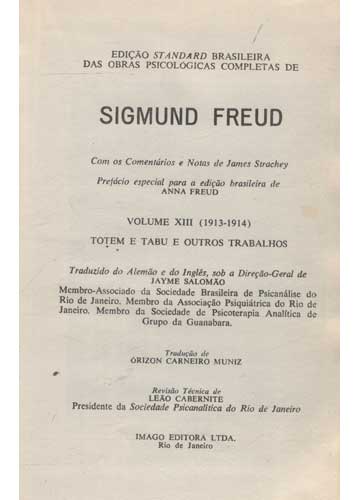 EDIÇÃO STANDARD BRASILEIRA
DAS OBRAS PSICOLÓGICAS COMPLETAS DE
SIGMUND FREUD
Com os Comentários e Notas de James Strachey
Prefácio especial para a edição brasileira de
ANNA FREUD
VOLUME XIII (1913-1914)
TOTEM E TABU E OUTROS TRABALHOS
Traduzido do Alemão e do Inglês, sob a Direção-Geral de
JAYME SALOMÃO
Membro-Associado da Sociedade Brasileira de Psicanálise do
Rio de Janeiro. Membro da Associação Psiquiátrica do Rio de
Janeiro. Membro da Sociedade de Psicoterapia Analítica de
Grupo da Guanabara.
Tradução de
ÓRIZON CARNEIRO MUNIZ
Revisão Técnica de
LEÃO CABERNITE
Presidente da Sociedade Psicanalítica do Rio de Janeiro
IMAGO EDITORA LTDA.
Rio de Janeiro